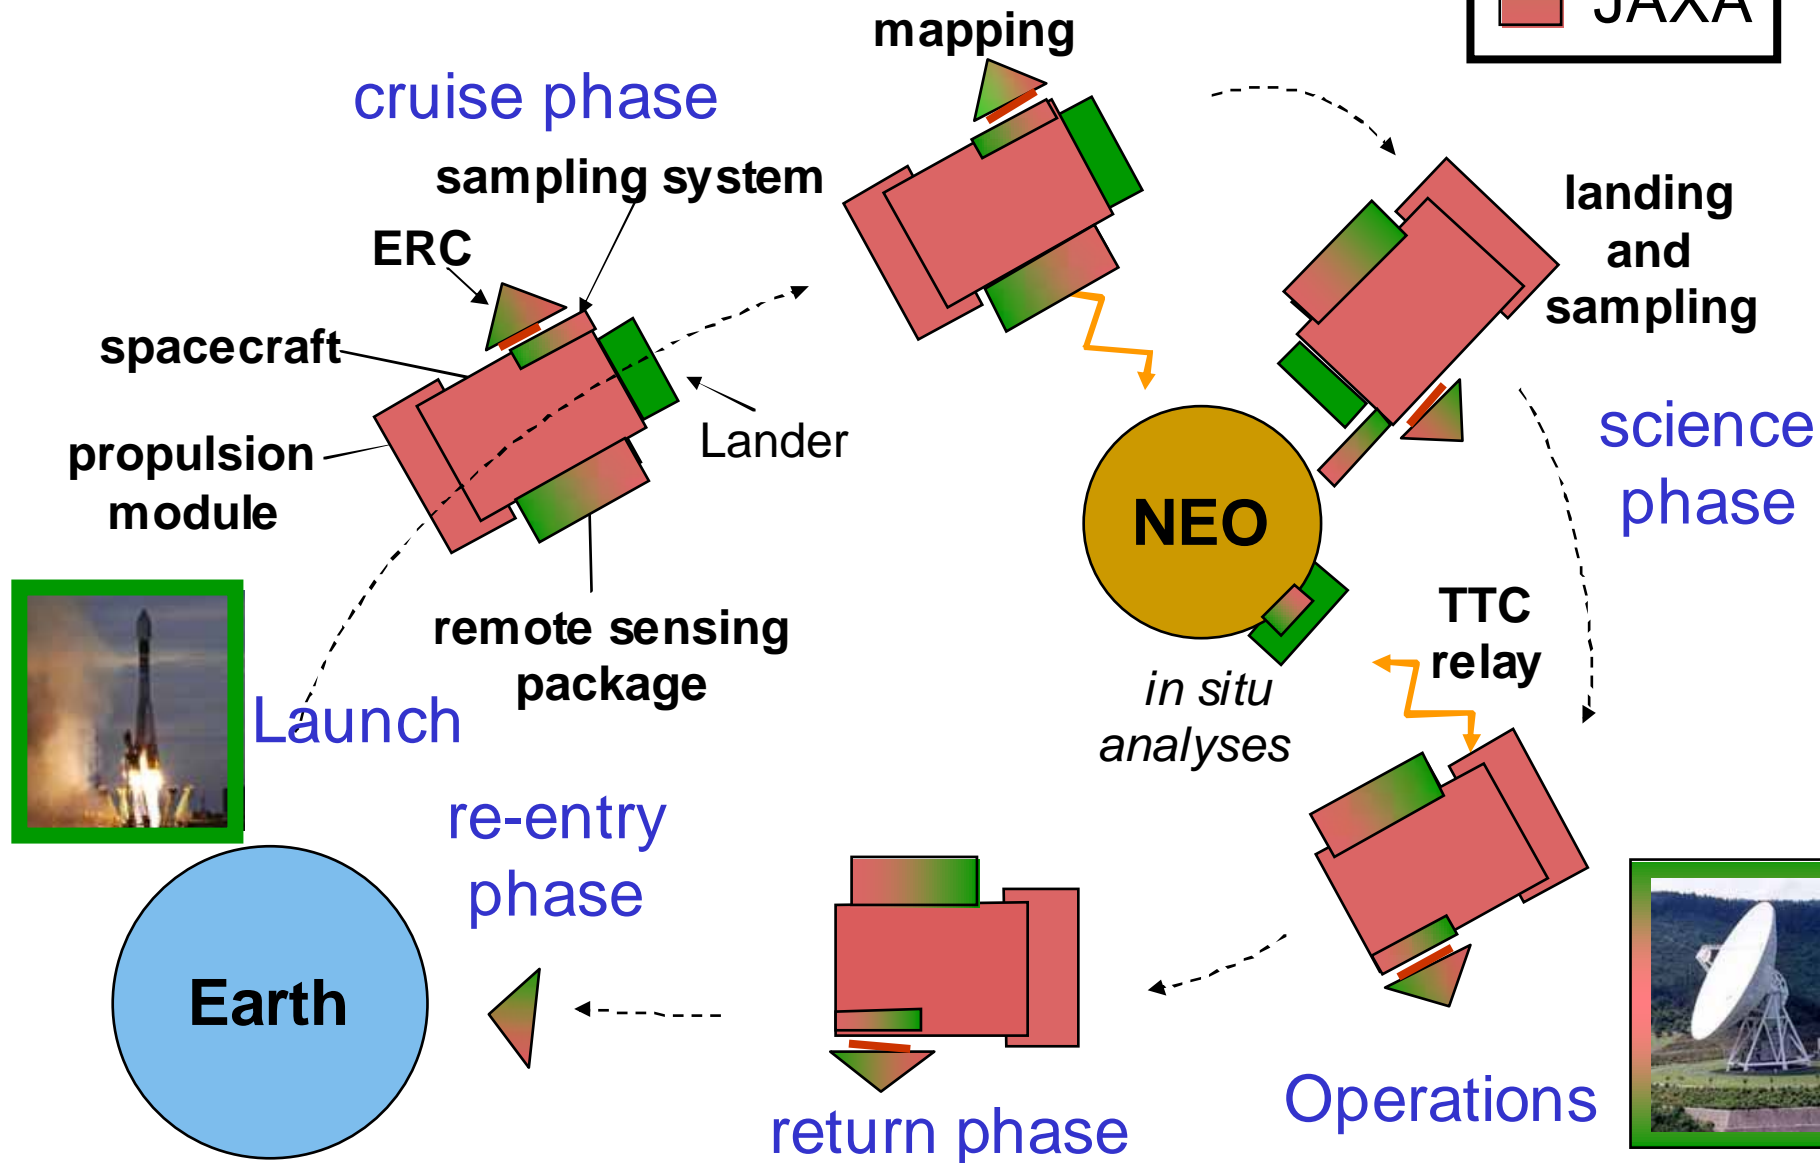 JAXA
mapping
cruise phase
sampling system
ERC
landing
and
sampling
spacecraft
science
phase
Lander
propulsion
module
NEO
TTC
relay
remote sensing
package
in situ
analyses
Launch
re-entry
phase
Earth
Operations
return phase